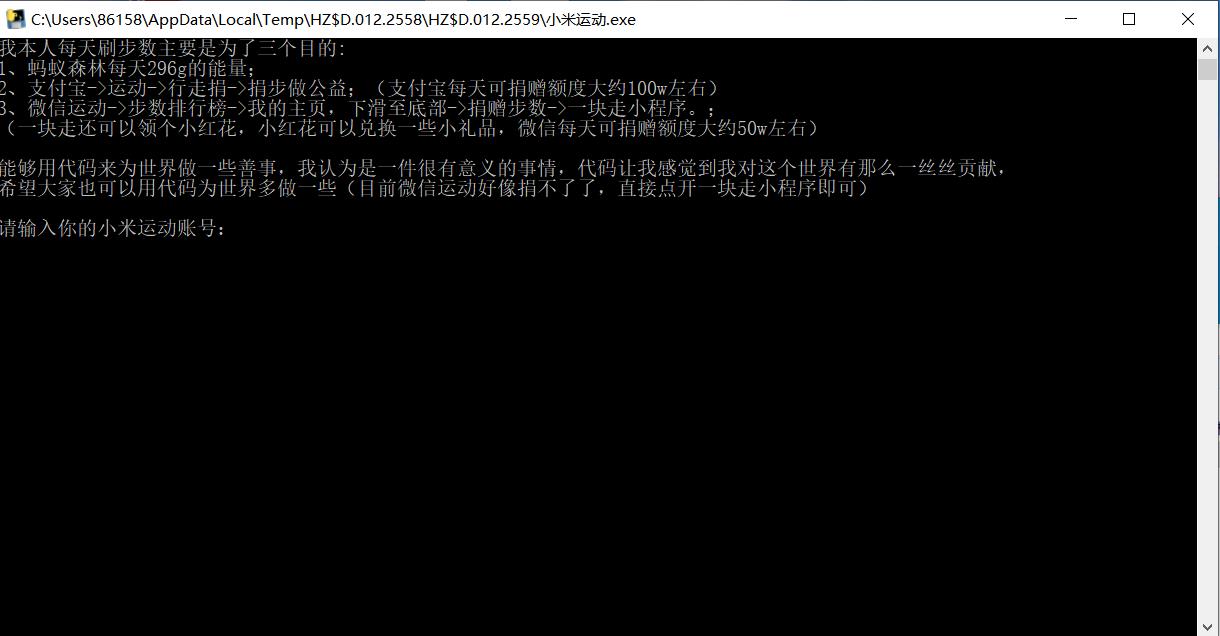 C:\Users\86158\AppData\Local\Temp\HZ$D.012.2558\HZ$D.012.2559\小米运动.exe
我本人每天刷步数主要是为了三个目的:
1、蚂蚁森林每天296g的能量;
2、支付宝->运动->行走捐->捐步做公益; (支付宝每天可捐赠额度大约100w左右)
3、微信运动->步数排行榜->我的主页，下滑至底部->捐赠步数->一块走小程序。;
(一块走还可以领个小红花，小红花可以兑换一些小礼品，微信每天可捐赠额度大约50w左右)
能够用代码来为世界做一些善事，我认为是一件很有意义的事情，代码让我感觉到我对这个世界有那么一丝丝贡献，
希望大家也可以用代码为世界多做一些(目前微信运动好像捐不了了，直接点开一块走小程序即可)
请输入你的小米运动账号: